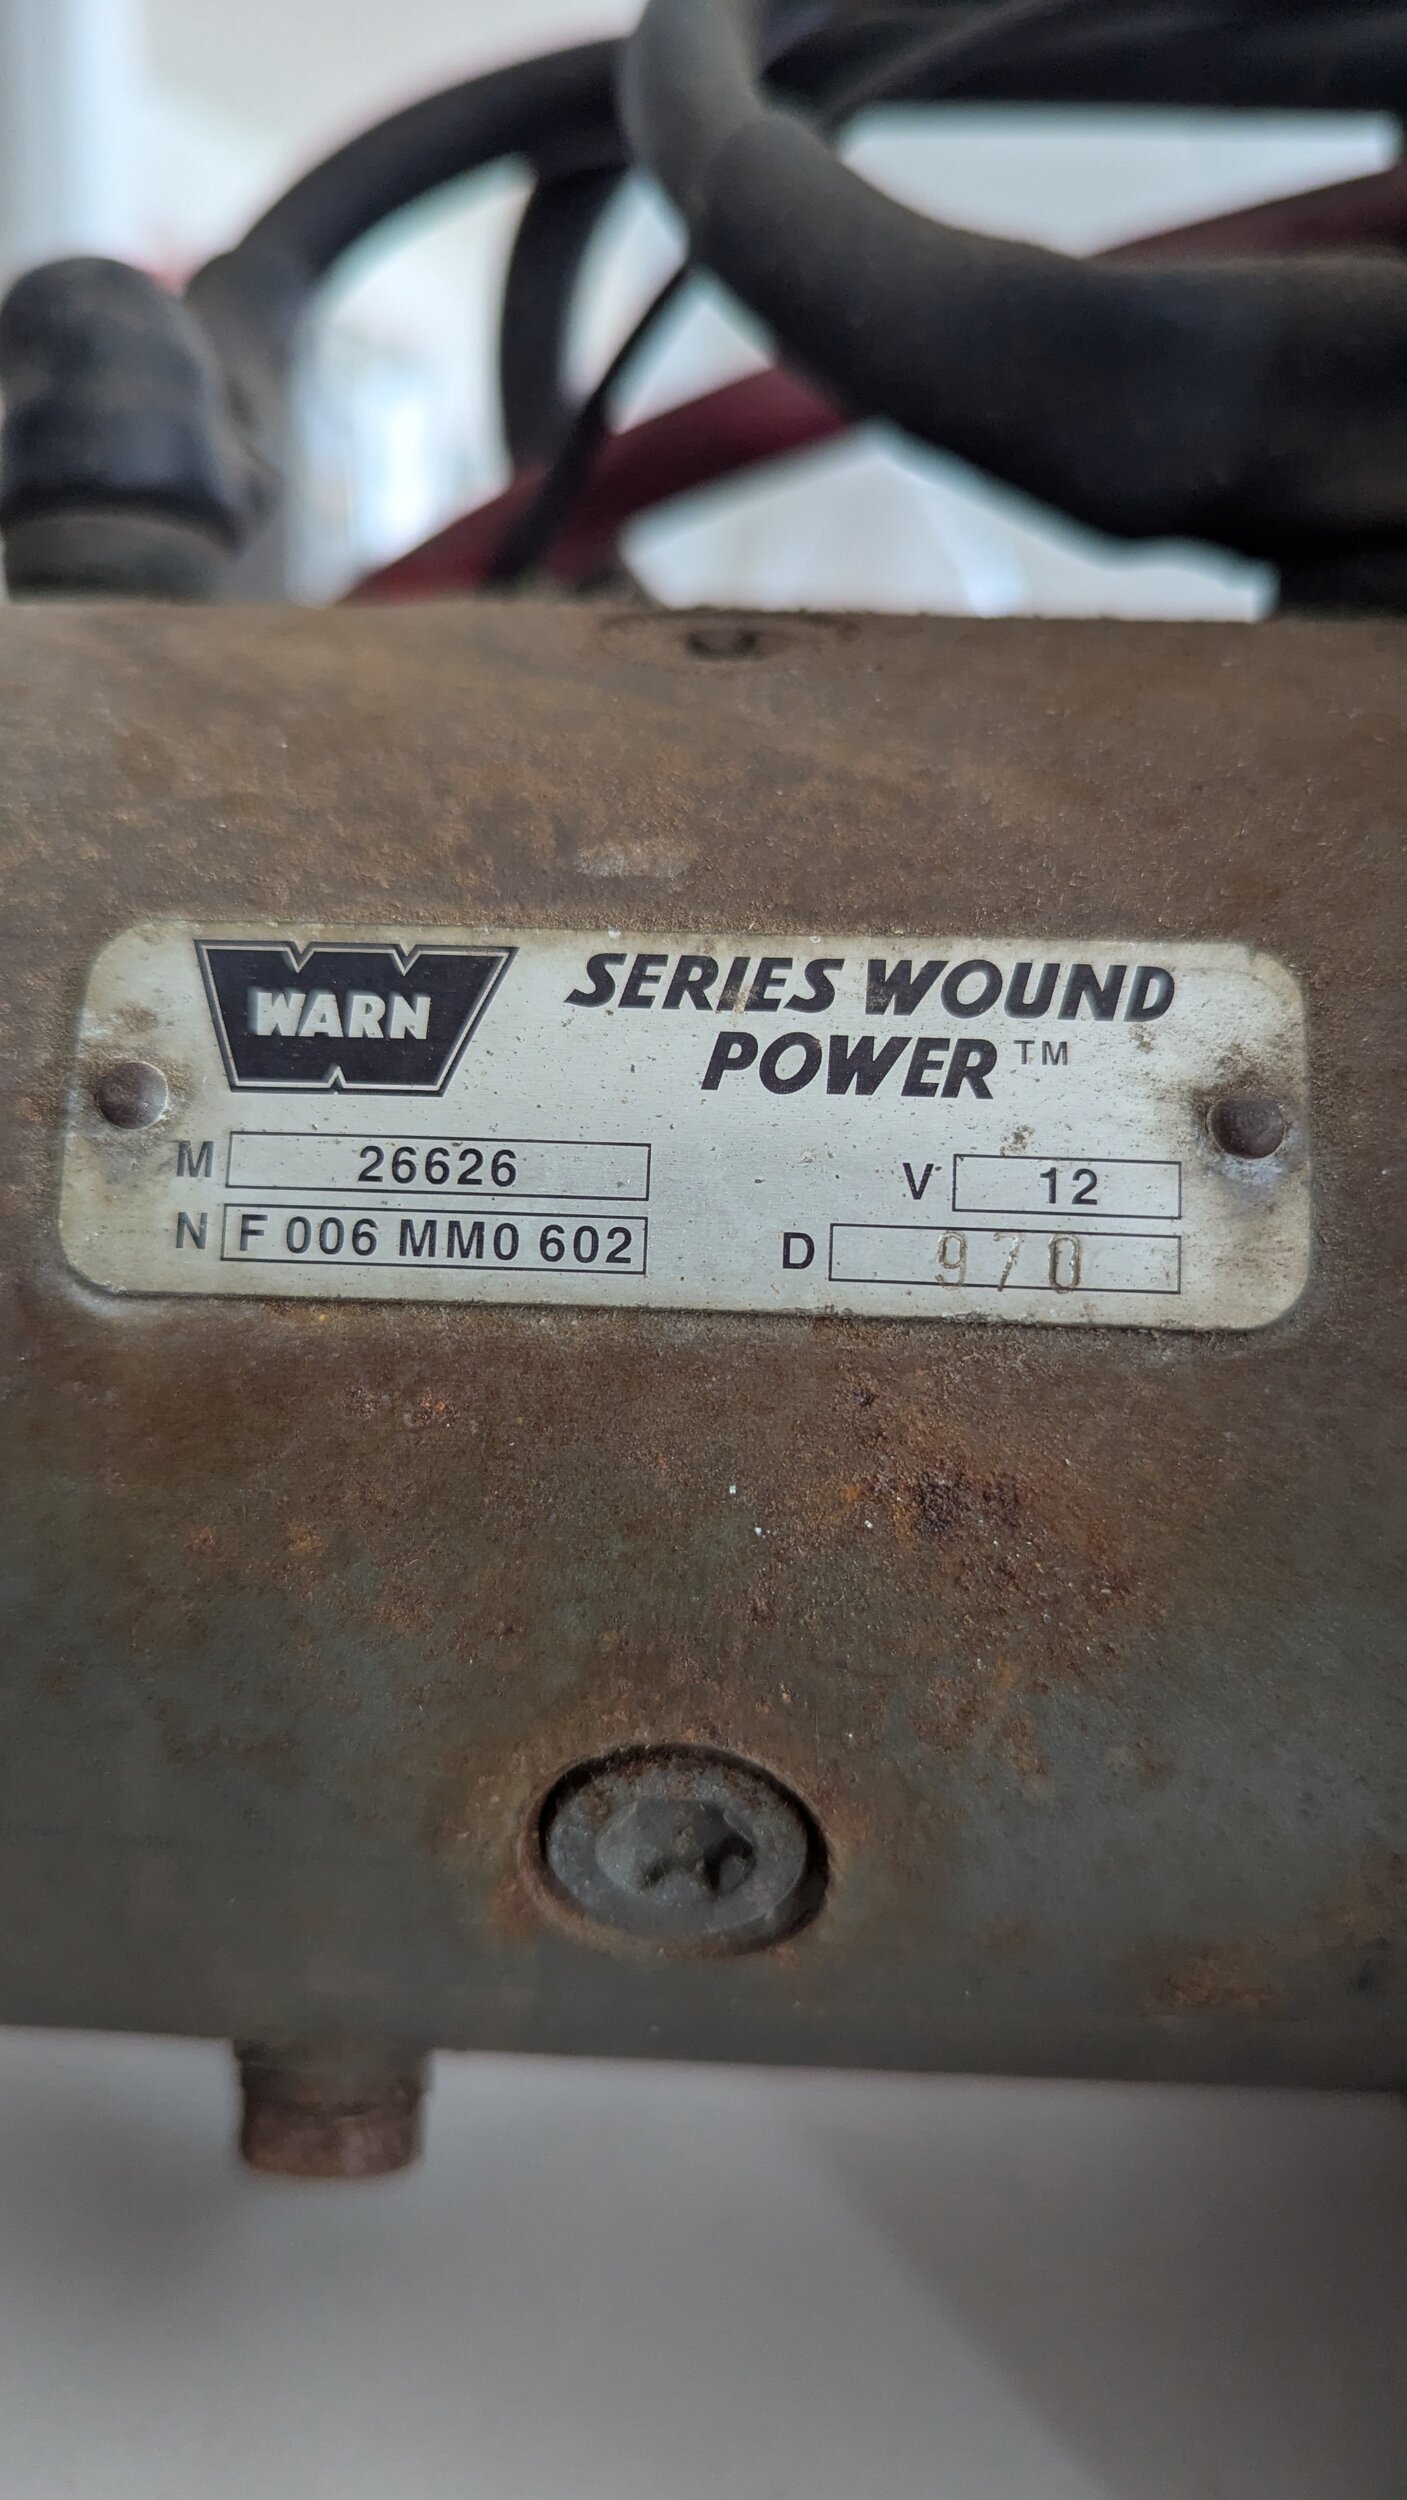 WARN
SERIES WOUND
POWER™
M 26626
V 12
N F 006 MM0 602
D 970